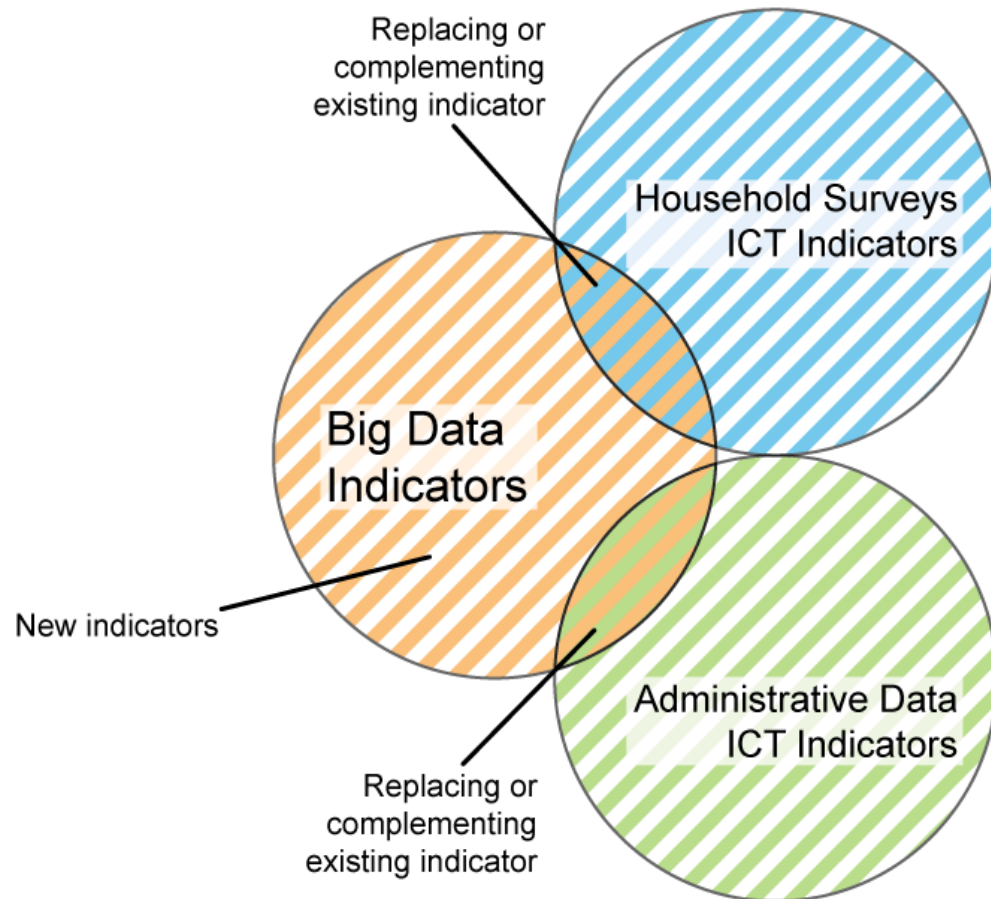 Replacing or
complementing
existing indicator
Household Surveys
ICT Indicators
Big Data
Indicators
New indicators
Administrative Data
ICT Indicators
Replacing or
complementing
existing indicator